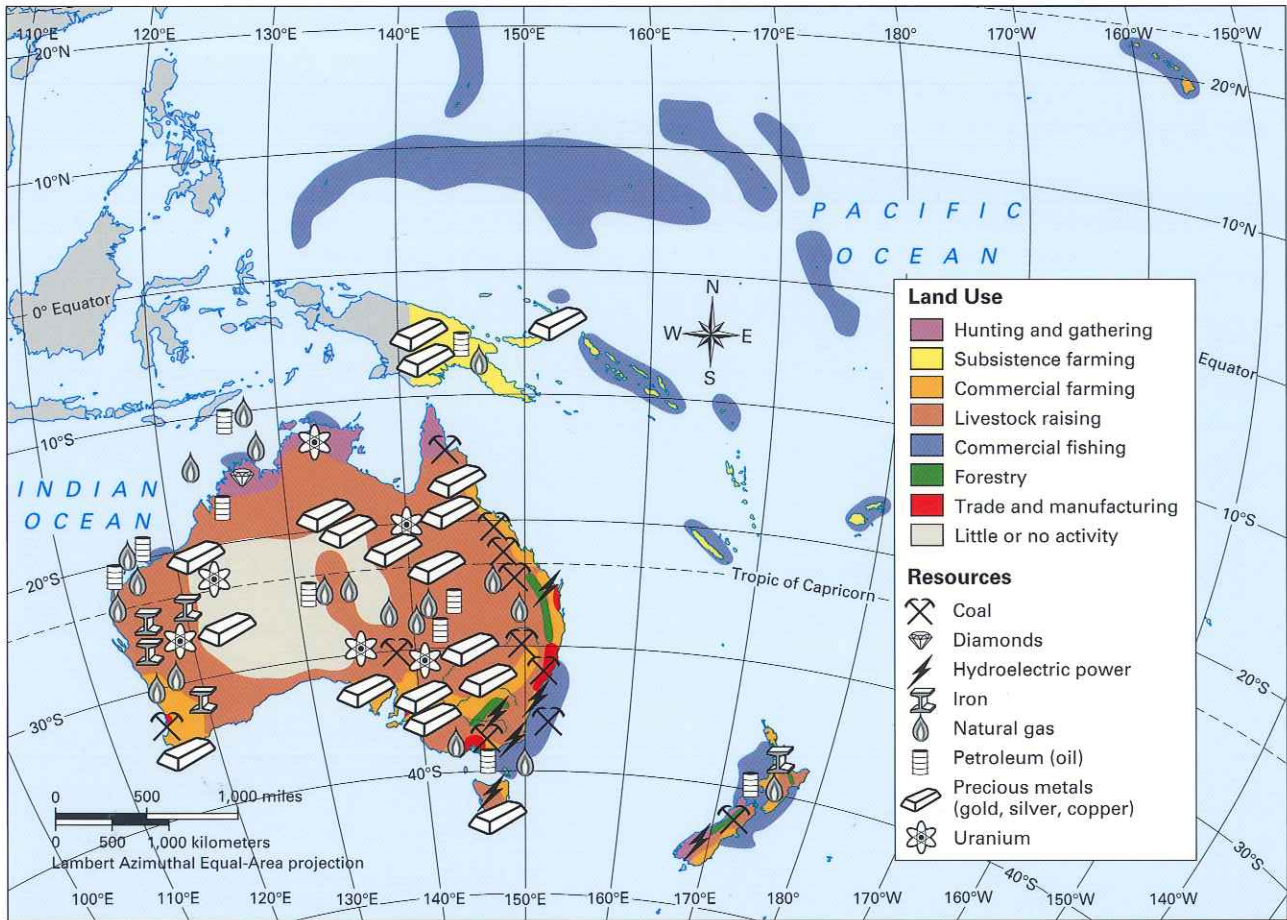 110°E 120°E 130°E 140°E 150°E 160°E 170°E 180° 170°W 160°W 150°W
20°N
20°N
10°N
10°N
PACIFIC
OCEAN
0° Equator
Equator
N
W E
S
10°S
10°S
INDIAN
OCEAN
20°S
20°S
Tropic of Capricorn
30°S
30°S
40°S
40°S
Land Use
Hunting and gathering
Subsistence farming
Commercial farming
Livestock raising
Commercial fishing
Forestry
Trade and manufacturing
Little or no activity
Resources
Coal
Diamonds
Hydroelectric power
Iron
Natural gas
Petroleum (oil)
Precious metals
(gold, silver, copper)
Uranium
0 500 1,000 miles
0 500 1,000 kilometers
Lambert Azimuthal Equal-Area projection
100°E 110°E 120°E 130°E 140°E 150°E 160°E 170°E 180° 170°W 160°W 150°W 140°W